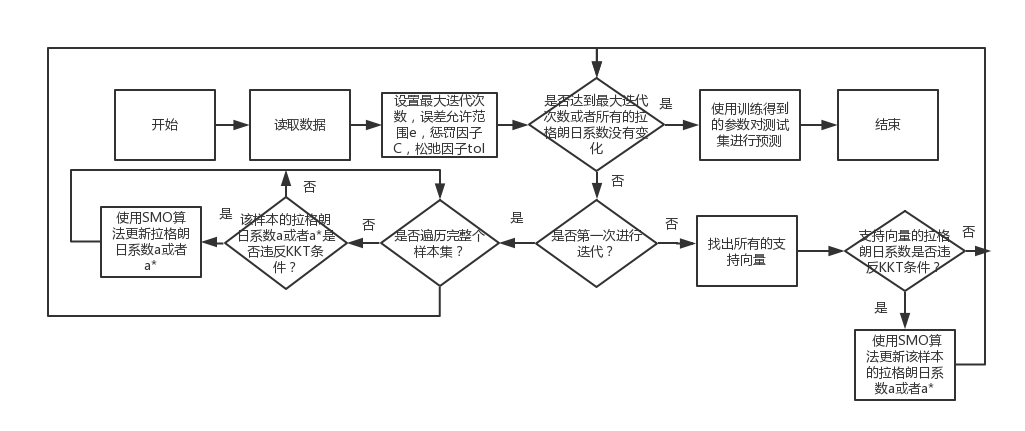 开始
读取数据
设置最大迭代次
数，误差允许范
围e，惩罚因子
C，松弛因子tol
是否达到最大迭代
次数或者所有的拉
格朗日系数没有变
化
是
使用训练得到
的参数对测试
集进行预测
结束
否
使用SMO算
法更新拉格朗
日系数a或者
a*
是
该样本的拉格朗
日系数a或者a*是
否违反KKT条
件？
否
否
是否遍历完整个
样本集？
是
是否第一次进行
迭代？
否
找出所有的支
持向量
支持向量的拉格
朗日系数是否违
反KKT条件？
否
是
使用SMO算
法更新该样本
的拉格朗日系
数a或者a*